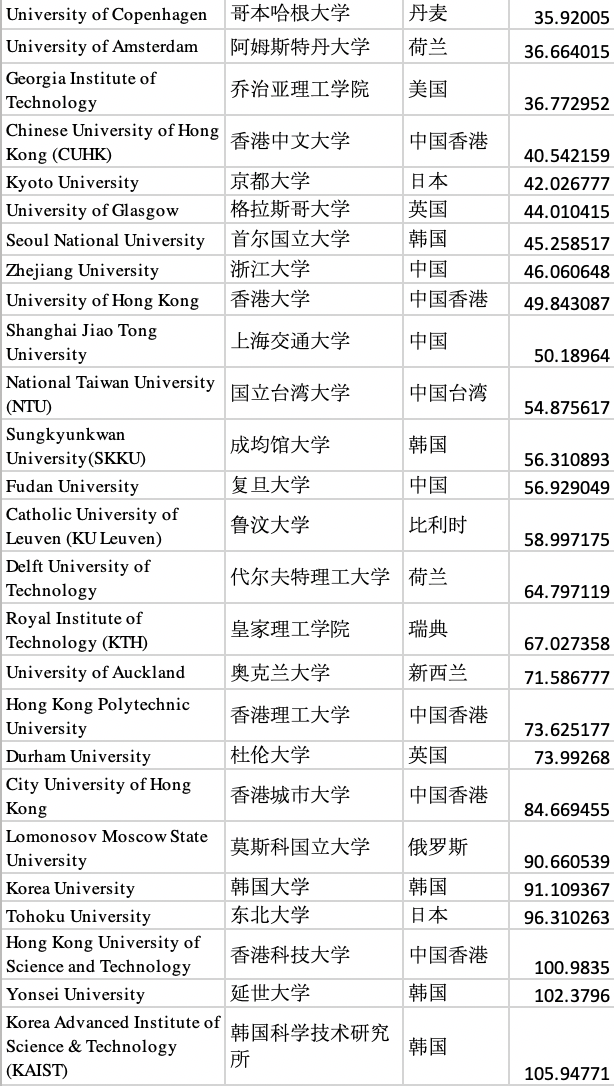 University of Copenhagen 哥本哈根大学 丹麦 35.92005
University of Amsterdam 阿姆斯特丹大学 荷兰 36.664015
Georgia Institute of
Technology 乔治亚理工学院 美国 36.772952
Chinese University of Hong
Kong (CUHK) 香港中文大学 中国香港 40.542159
Kyoto University 京都大学 日本 42.026777
University of Glasgow 格拉斯哥大学 英国 44.010415
Seoul National University 首尔国立大学 韩国 45.258517
Zhejiang University 浙江大学 中国 46.060648
University of Hong Kong 香港大学 中国香港 49.843087
Shanghai Jiao Tong
University 上海交通大学 中国 50.18964
National Taiwan University
(NTU) 国立台湾大学 中国台湾 54.875617
Sungkyunkwan
University(SKKU) 成均馆大学 韩国 56.310893
Fudan University 复旦大学 中国 56.929049
Catholic University of
Leuven (KU Leuven) 鲁汶大学 比利时 58.997175
Delft University of
Technology 代尔夫特理工大学 荷兰 64.797119
Royal Institute of
Technology (KTH) 皇家理工学院 瑞典 67.027358
University of Auckland 奥克兰大学 新西兰 71.586777
Hong Kong Polytechnic
University 香港理工大学 中国香港 73.625177
Durham University 杜伦大学 英国 73.99268
City University of Hong
Kong 香港城市大学 中国香港 84.669455
Lomonosov Moscow State
University 莫斯科国立大学 俄罗斯 90.660539
Korea University 韩国大学 韩国 91.109367
Tohoku University 东北大学 日本 96.310263
Hong Kong University of
Science and Technology 香港科技大学 中国香港 100.9835
Yonsei University 延世大学 韩国 102.3796
Korea Advanced Institute of
Science & Technology
(KAIST) 韩国科学技术研究
所 韩国 105.94771